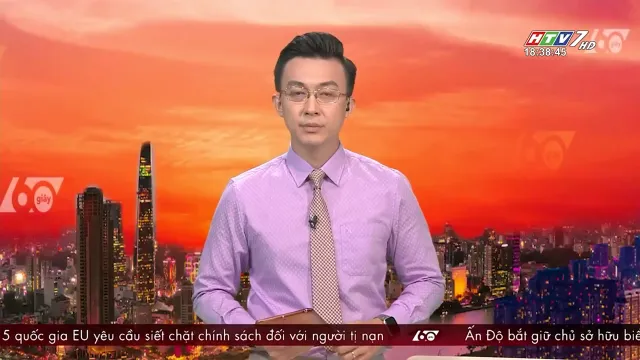 HTV7 HD
18:38:45
60 giây
5 quốc gia EU yêu cầu siết chặt chính sách đối với người tị nạn 60 Ấn Độ bắt giữ chủ sở hữu biê